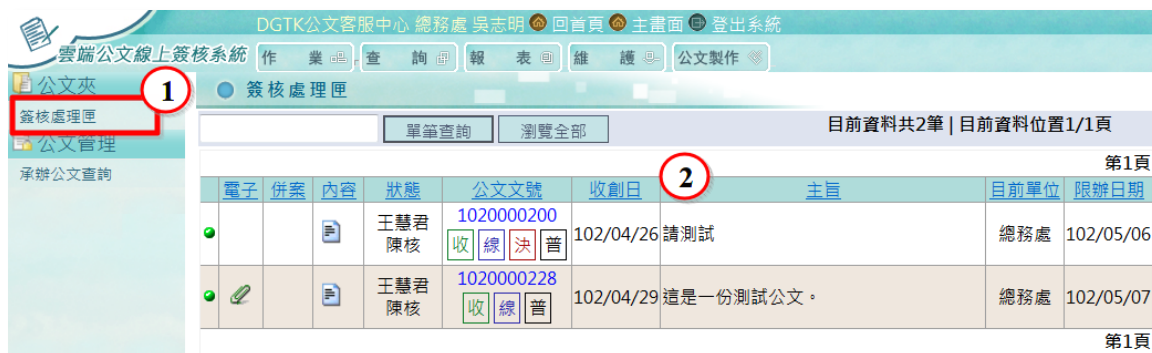 DGTK公文客服中心 總務處 吳志明 回首頁 主畫面 登出系統
雲端公文線上簽核系統 作 業 查 詢 報 表 維 護 公文製作
公文夾 1 簽核處理匣
簽核處理匣
單筆查詢 瀏覽全部 目前資料共2筆 | 目前資料位置1/1頁
公文管理
第1頁
承辦公文查詢
2
電子 併案 內容 狀態 公文文號 收創日 主旨 目前單位 限辦日期
王慧君 陳核 1020000200 收 線 決 普 102/04/26 請測試 總務處 102/05/06
王慧君 陳核 1020000228 收 線 普 102/04/29 這是一份測試公文。 總務處 102/05/07
第1頁